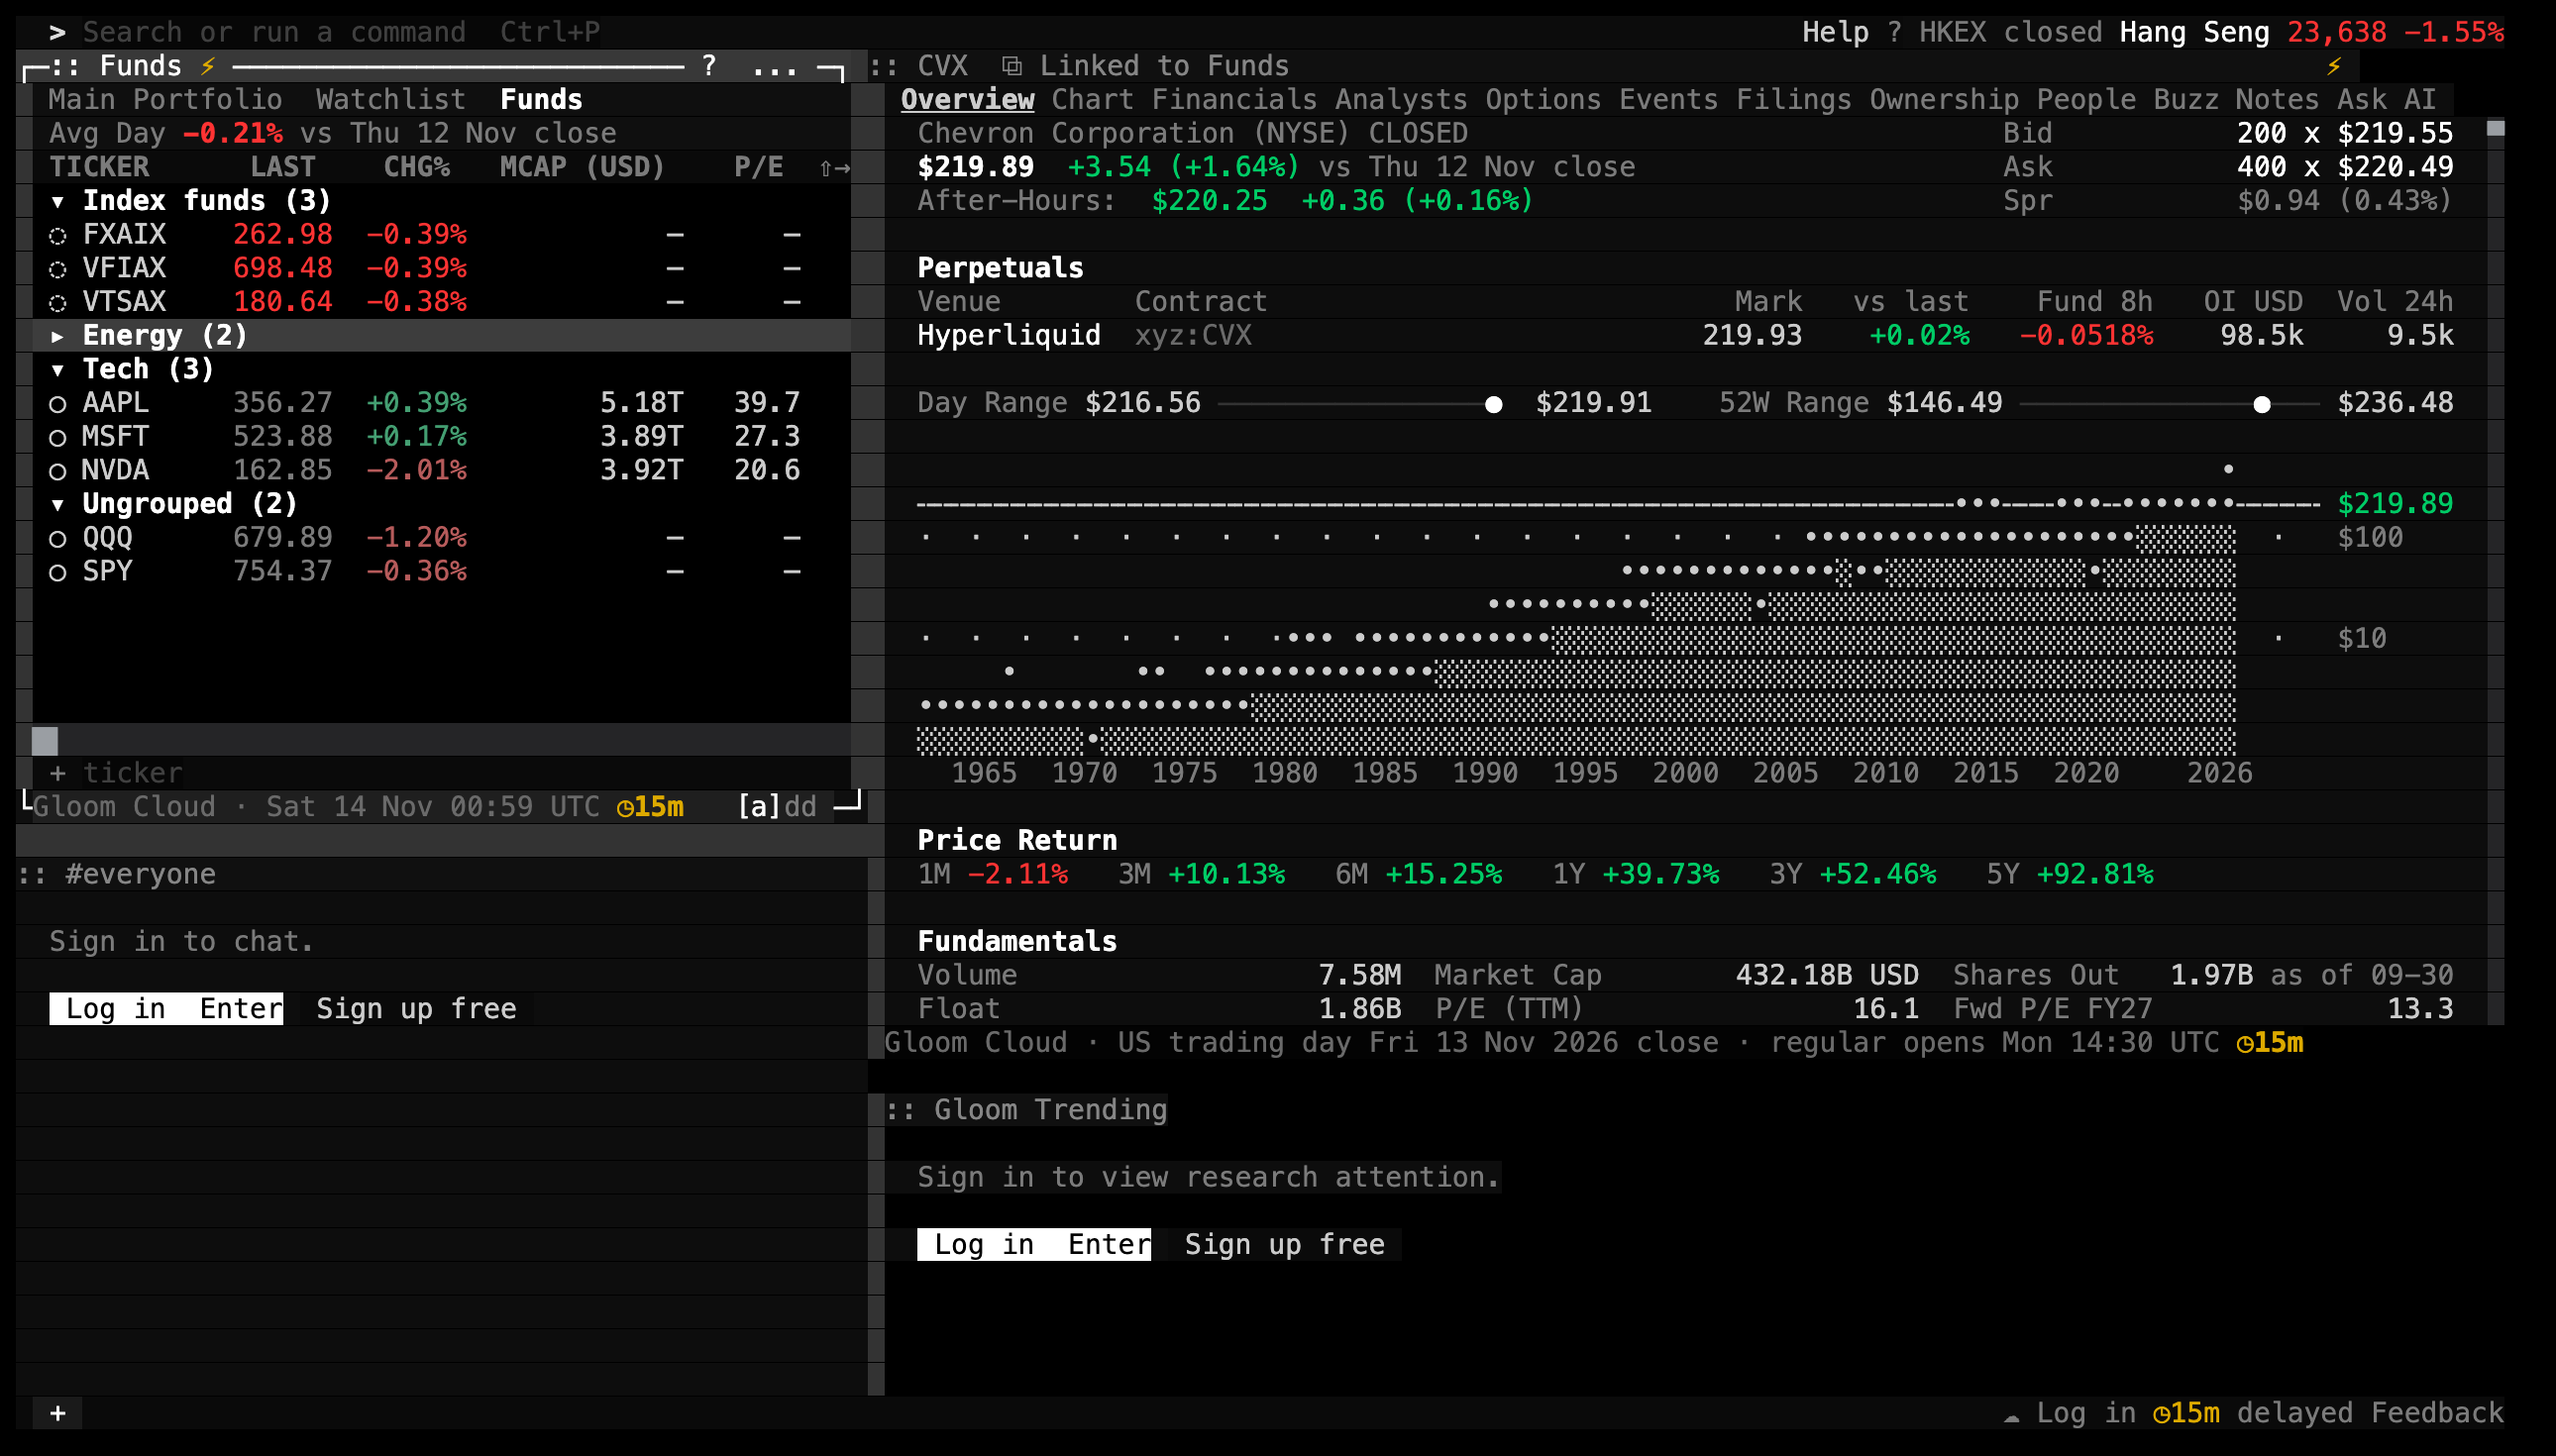 > Search or run a command Ctrl+P
Help ? HKEX closed Hang Seng 23,638 −1.55%
:: Funds ⚡ ? ...
Main Portfolio Watchlist Funds
Avg Day −0.21% vs Thu 12 Nov close
TICKER LAST CHG% MCAP (USD) P/E ⇧→
▾ Index funds (3)
◌ FXAIX 262.98 −0.39% — —
◌ VFIAX 698.48 −0.39% — —
◌ VTSAX 180.64 −0.38% — —
▸ Energy (2)
▾ Tech (3)
○ AAPL 356.27 +0.39% 5.18T 39.7
○ MSFT 523.88 +0.17% 3.89T 27.3
○ NVDA 162.85 −2.01% 3.92T 20.6
▾ Ungrouped (2)
○ QQQ 679.89 −1.20% — —
○ SPY 754.37 −0.36% — —
+ ticker
Gloom Cloud · Sat 14 Nov 00:59 UTC ◷15m [a]dd
:: #everyone
Sign in to chat.
Log in Enter Sign up free
:: CVX ⧉ Linked to Funds ⚡
Overview Chart Financials Analysts Options Events Filings Ownership People Buzz Notes Ask AI
Chevron Corporation (NYSE) CLOSED Bid 200 x $219.55
$219.89 +3.54 (+1.64%) vs Thu 12 Nov close Ask 400 x $220.49
After−Hours: $220.25 +0.36 (+0.16%) Spr $0.94 (0.43%)
Perpetuals
Venue Contract Mark vs last Fund 8h OI USD Vol 24h
Hyperliquid xyz:CVX 219.93 +0.02% −0.0518% 98.5k 9.5k
Day Range $216.56 $219.91 52W Range $146.49 $236.48
$219.89
$100
$10
1965 1970 1975 1980 1985 1990 1995 2000 2005 2010 2015 2020 2026
Price Return
1M −2.11% 3M +10.13% 6M +15.25% 1Y +39.73% 3Y +52.46% 5Y +92.81%
Fundamentals
Volume 7.58M Market Cap 432.18B USD Shares Out 1.97B as of 09−30
Float 1.86B P/E (TTM) 16.1 Fwd P/E FY27 13.3
Gloom Cloud · US trading day Fri 13 Nov 2026 close · regular opens Mon 14:30 UTC ◷15m
:: Gloom Trending
Sign in to view research attention.
Log in Enter Sign up free
+
☁ Log in ◷15m delayed Feedback